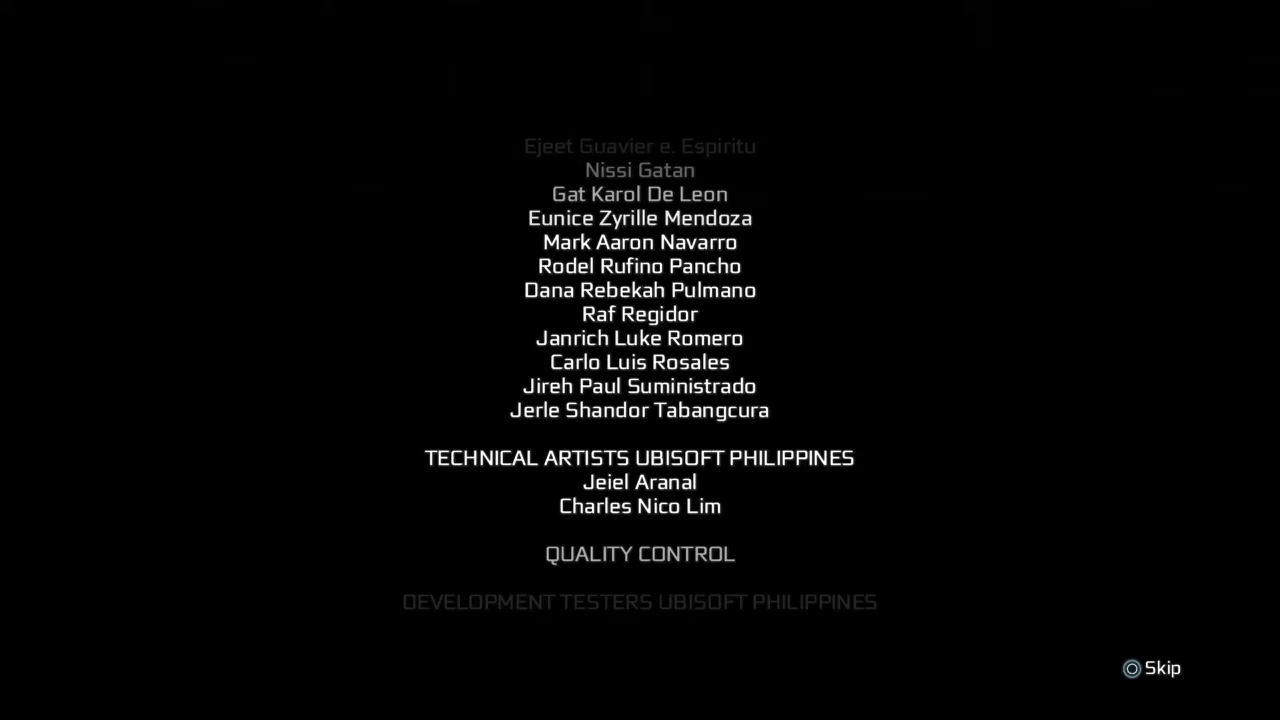 Ejeet Guavier e. Espiritu
Nissi Gatan
Gat Karol De Leon
Eunice Zyrille Mendoza
Mark Aaron Navarro
Rodel Rufino Pancho
Dana Rebekah Pulmano
Raf Regidor
Janrich Luke Romero
Carlo Luis Rosales
Jireh Paul Suministrado
Jerle Shandor Tabangcura
TECHNICAL ARTISTS UBISOFT PHILIPPINES
Jeiel Aranal
Charles Nico Lim
QUALITY CONTROL
DEVELOPMENT TESTERS UBISOFT PHILIPPINES
Skip